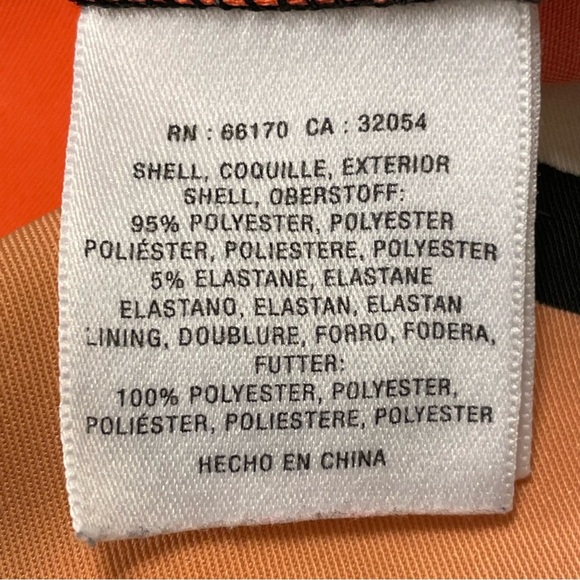 RN : 66170 CA : 32054
SHELL, COQUILLE, EXTERIOR
SHELL, OBERSTOFF:
95% POLYESTER, POLYESTER
POLIÉSTER, POLIESTERE, POLYESTER
5% ELASTANE, ELASTANE
ELASTANO, ELASTAN, ELASTAN
LINING, DOUBLURE, FORRO, FODERA,
FUTTER:
100% POLYESTER, POLYESTER,
POLIÉSTER, POLIESTERE, POLYESTER
HECHO EN CHINA